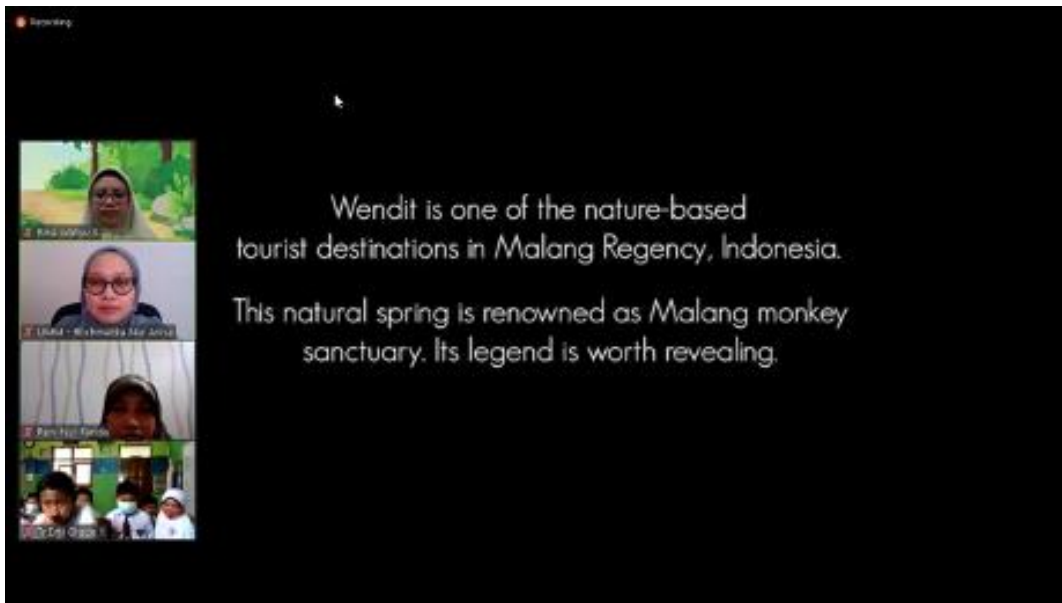 Recording
Wendit is one of the nature-based
tourist destinations in Malang Regency, Indonesia.
This natural spring is renowned as Malang monkey
sanctuary. Its legend is worth revealing.